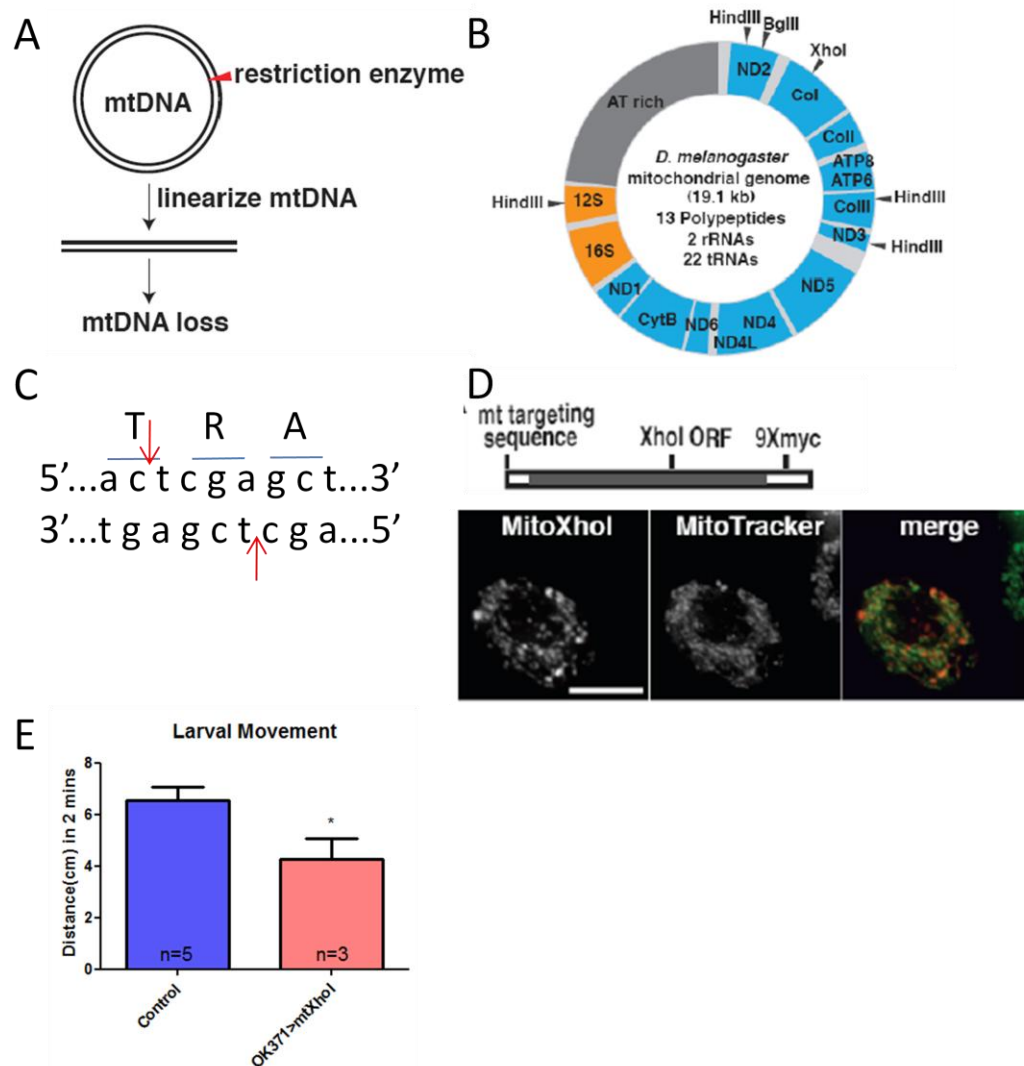 A
mtDNA
restriction enzyme
linearize mtDNA
mtDNA loss
B
HindIII
BglII
XhoI
ND2
CoI
CoII
ATP8
ATP6
CoIII
HindIII
ND3
HindIII
ND5
ND4
ND4L
ND6
CytB
ND1
16S
12S
HindIII
AT rich
D. melanogaster
mitochondrial genome
(19.1 kb)
13 Polypeptides
2 rRNAs
22 tRNAs
C
T R A
5’...a c t c g a g c t...3’
3’...t g a g c t c g a...5’
D
mt targeting
sequence
XhoI ORF
9Xmyc
MitoXhoI
MitoTracker
merge
E
Larval Movement
Distance(cm) in 2 mins
8
6
4
2
0
*
n=5
n=3
Control
OK371>mtXhoI